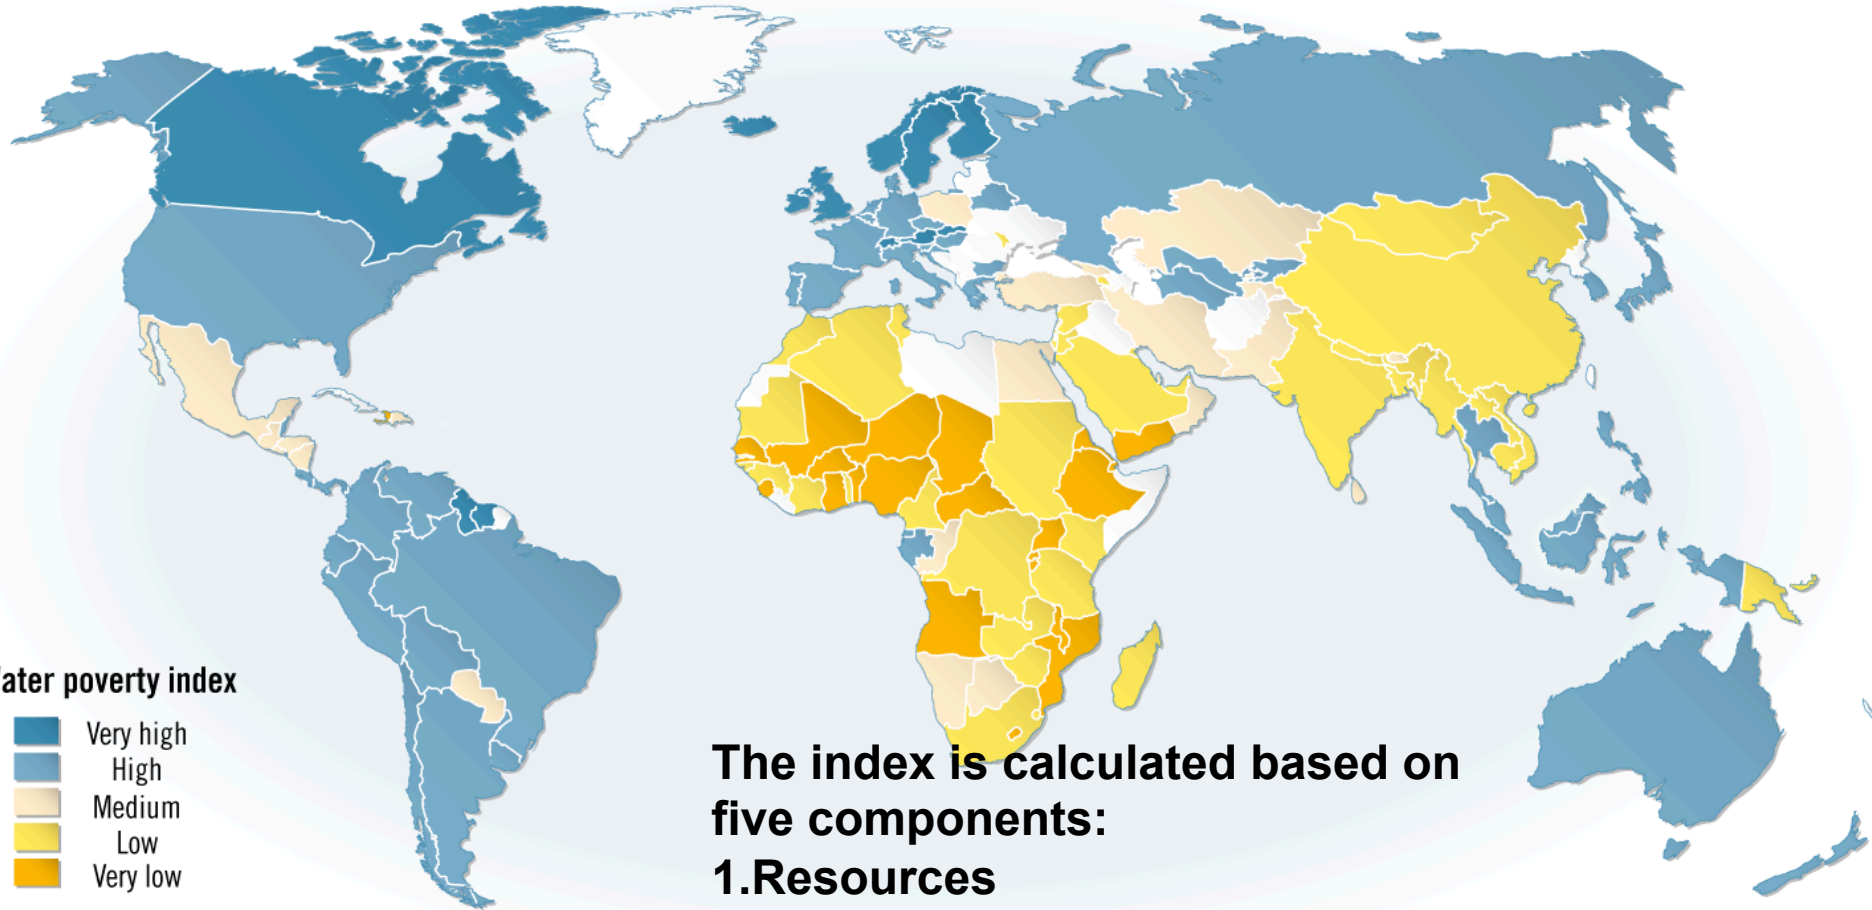 ater poverty index
Very high
High
Medium
Low
Very low
The index is calculated based on
five components:
1.Resources